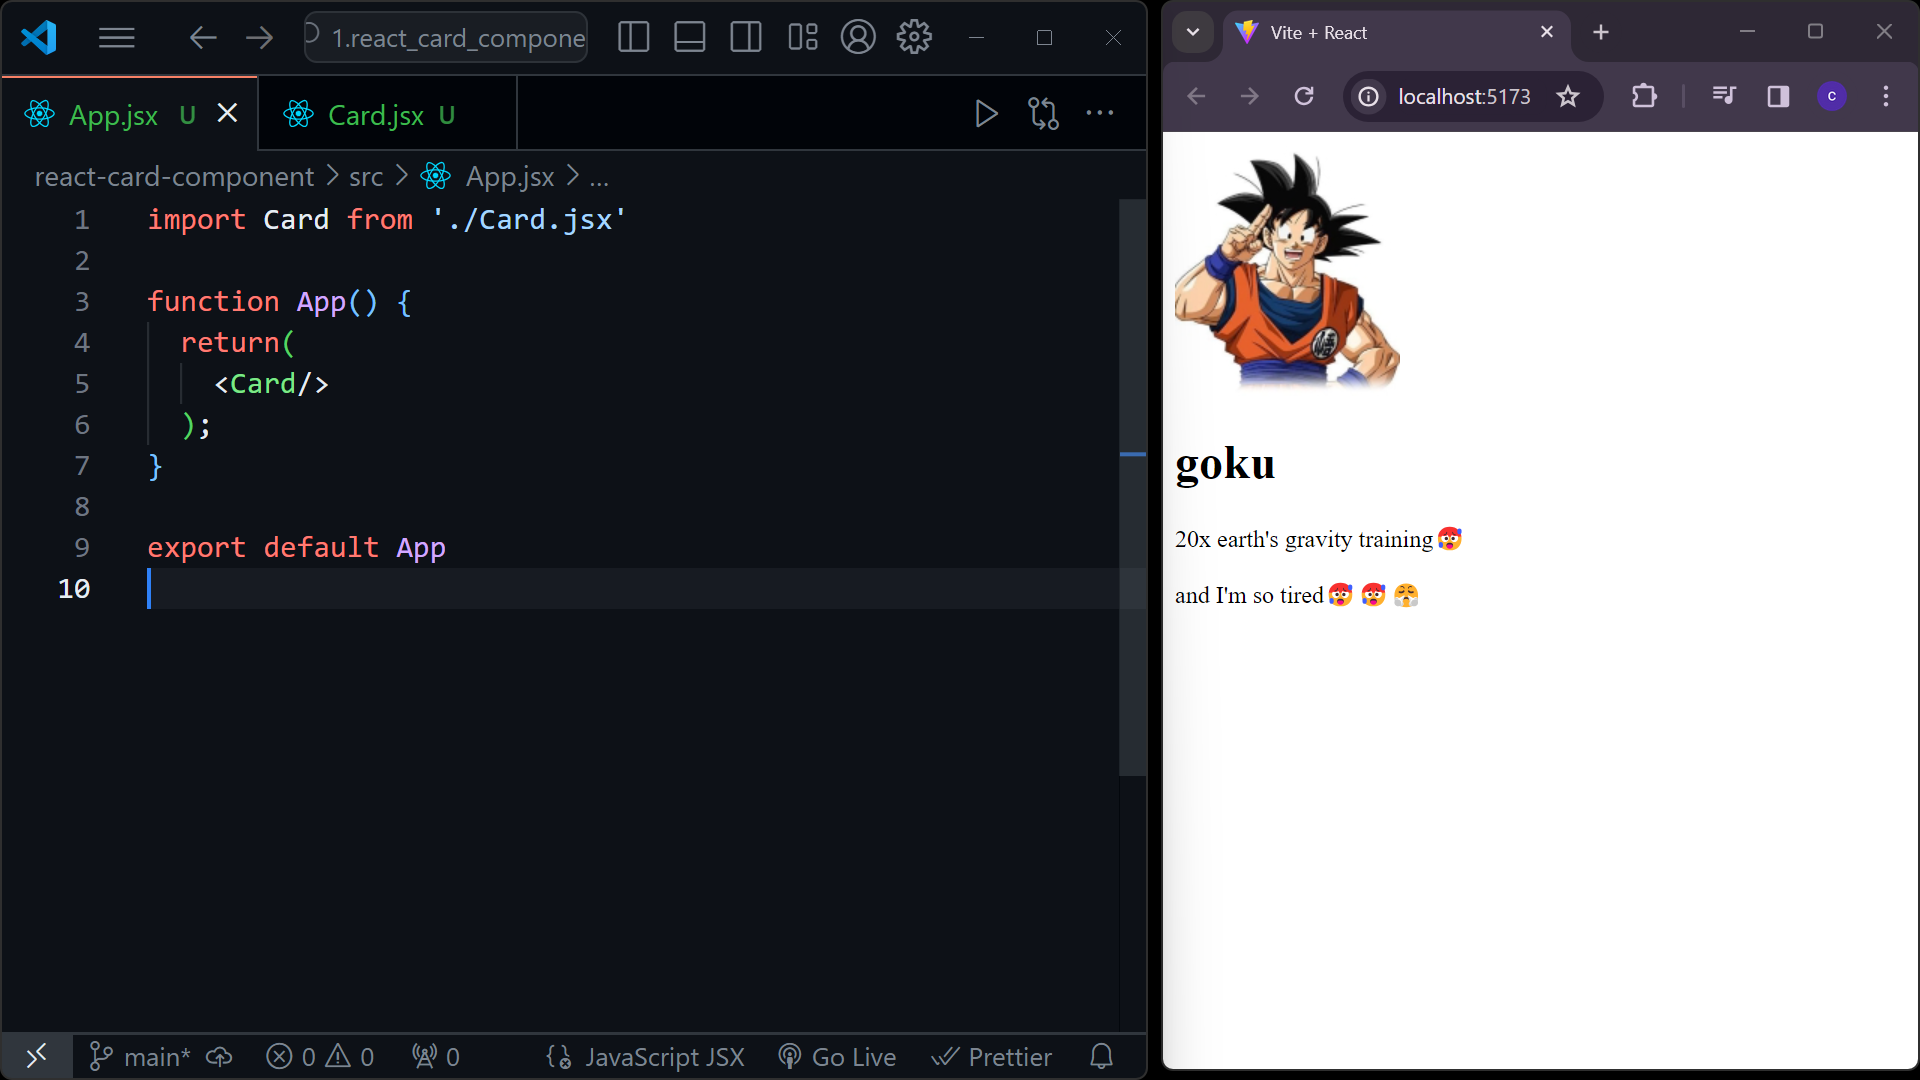 1.react_card_compone
App.jsx U
Card.jsx U
react-card-component > src > App.jsx > ...
1 import Card from './Card.jsx'
2
3 function App() {
4 return(
5 <Card/>
6 );
7 }
8
9 export default App
10
main* 0 0 0 JavaScript JSX Go Live Prettier
Vite + React
localhost:5173
c
悟
goku
20x earth's gravity training🥵
and I'm so tired🥵 🥵 😤